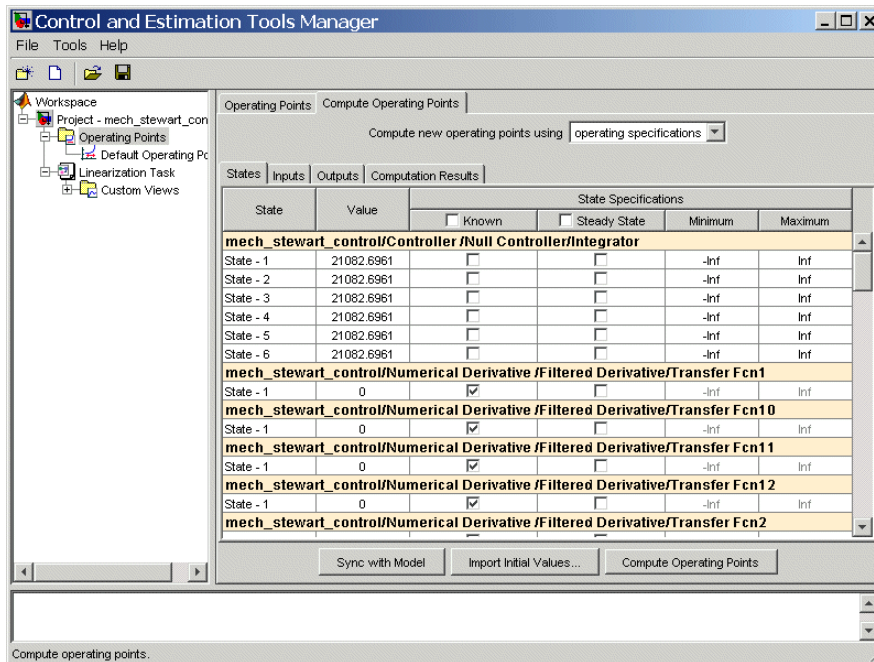 Control and Estimation Tools Manager
File Tools Help
Workspace
Project - mech_stewart_con
Operating Points
Default Operating Po
Linearization Task
Custom Views
Operating Points Compute Operating Points
Compute new operating points using operating specifications
States Inputs Outputs Computation Results
State Value State Specifications
Known Steady State Minimum Maximum
mech_stewart_control/Controller /Null Controller/Integrator
State - 1 21082.6961 -Inf Inf
State - 2 21082.6961 -Inf Inf
State - 3 21082.6961 -Inf Inf
State - 4 21082.6961 -Inf Inf
State - 5 21082.6961 -Inf Inf
State - 6 21082.6961 -Inf Inf
mech_stewart_control/Numerical Derivative /Filtered Derivative/Transfer Fcn1
State - 1 0 -Inf Inf
mech_stewart_control/Numerical Derivative /Filtered Derivative/Transfer Fcn10
State - 1 0 -Inf Inf
mech_stewart_control/Numerical Derivative /Filtered Derivative/Transfer Fcn11
State - 1 0 -Inf Inf
mech_stewart_control/Numerical Derivative /Filtered Derivative/Transfer Fcn12
State - 1 0 -Inf Inf
mech_stewart_control/Numerical Derivative /Filtered Derivative/Transfer Fcn2
Sync with Model Import Initial Values... Compute Operating Points
Compute operating points.